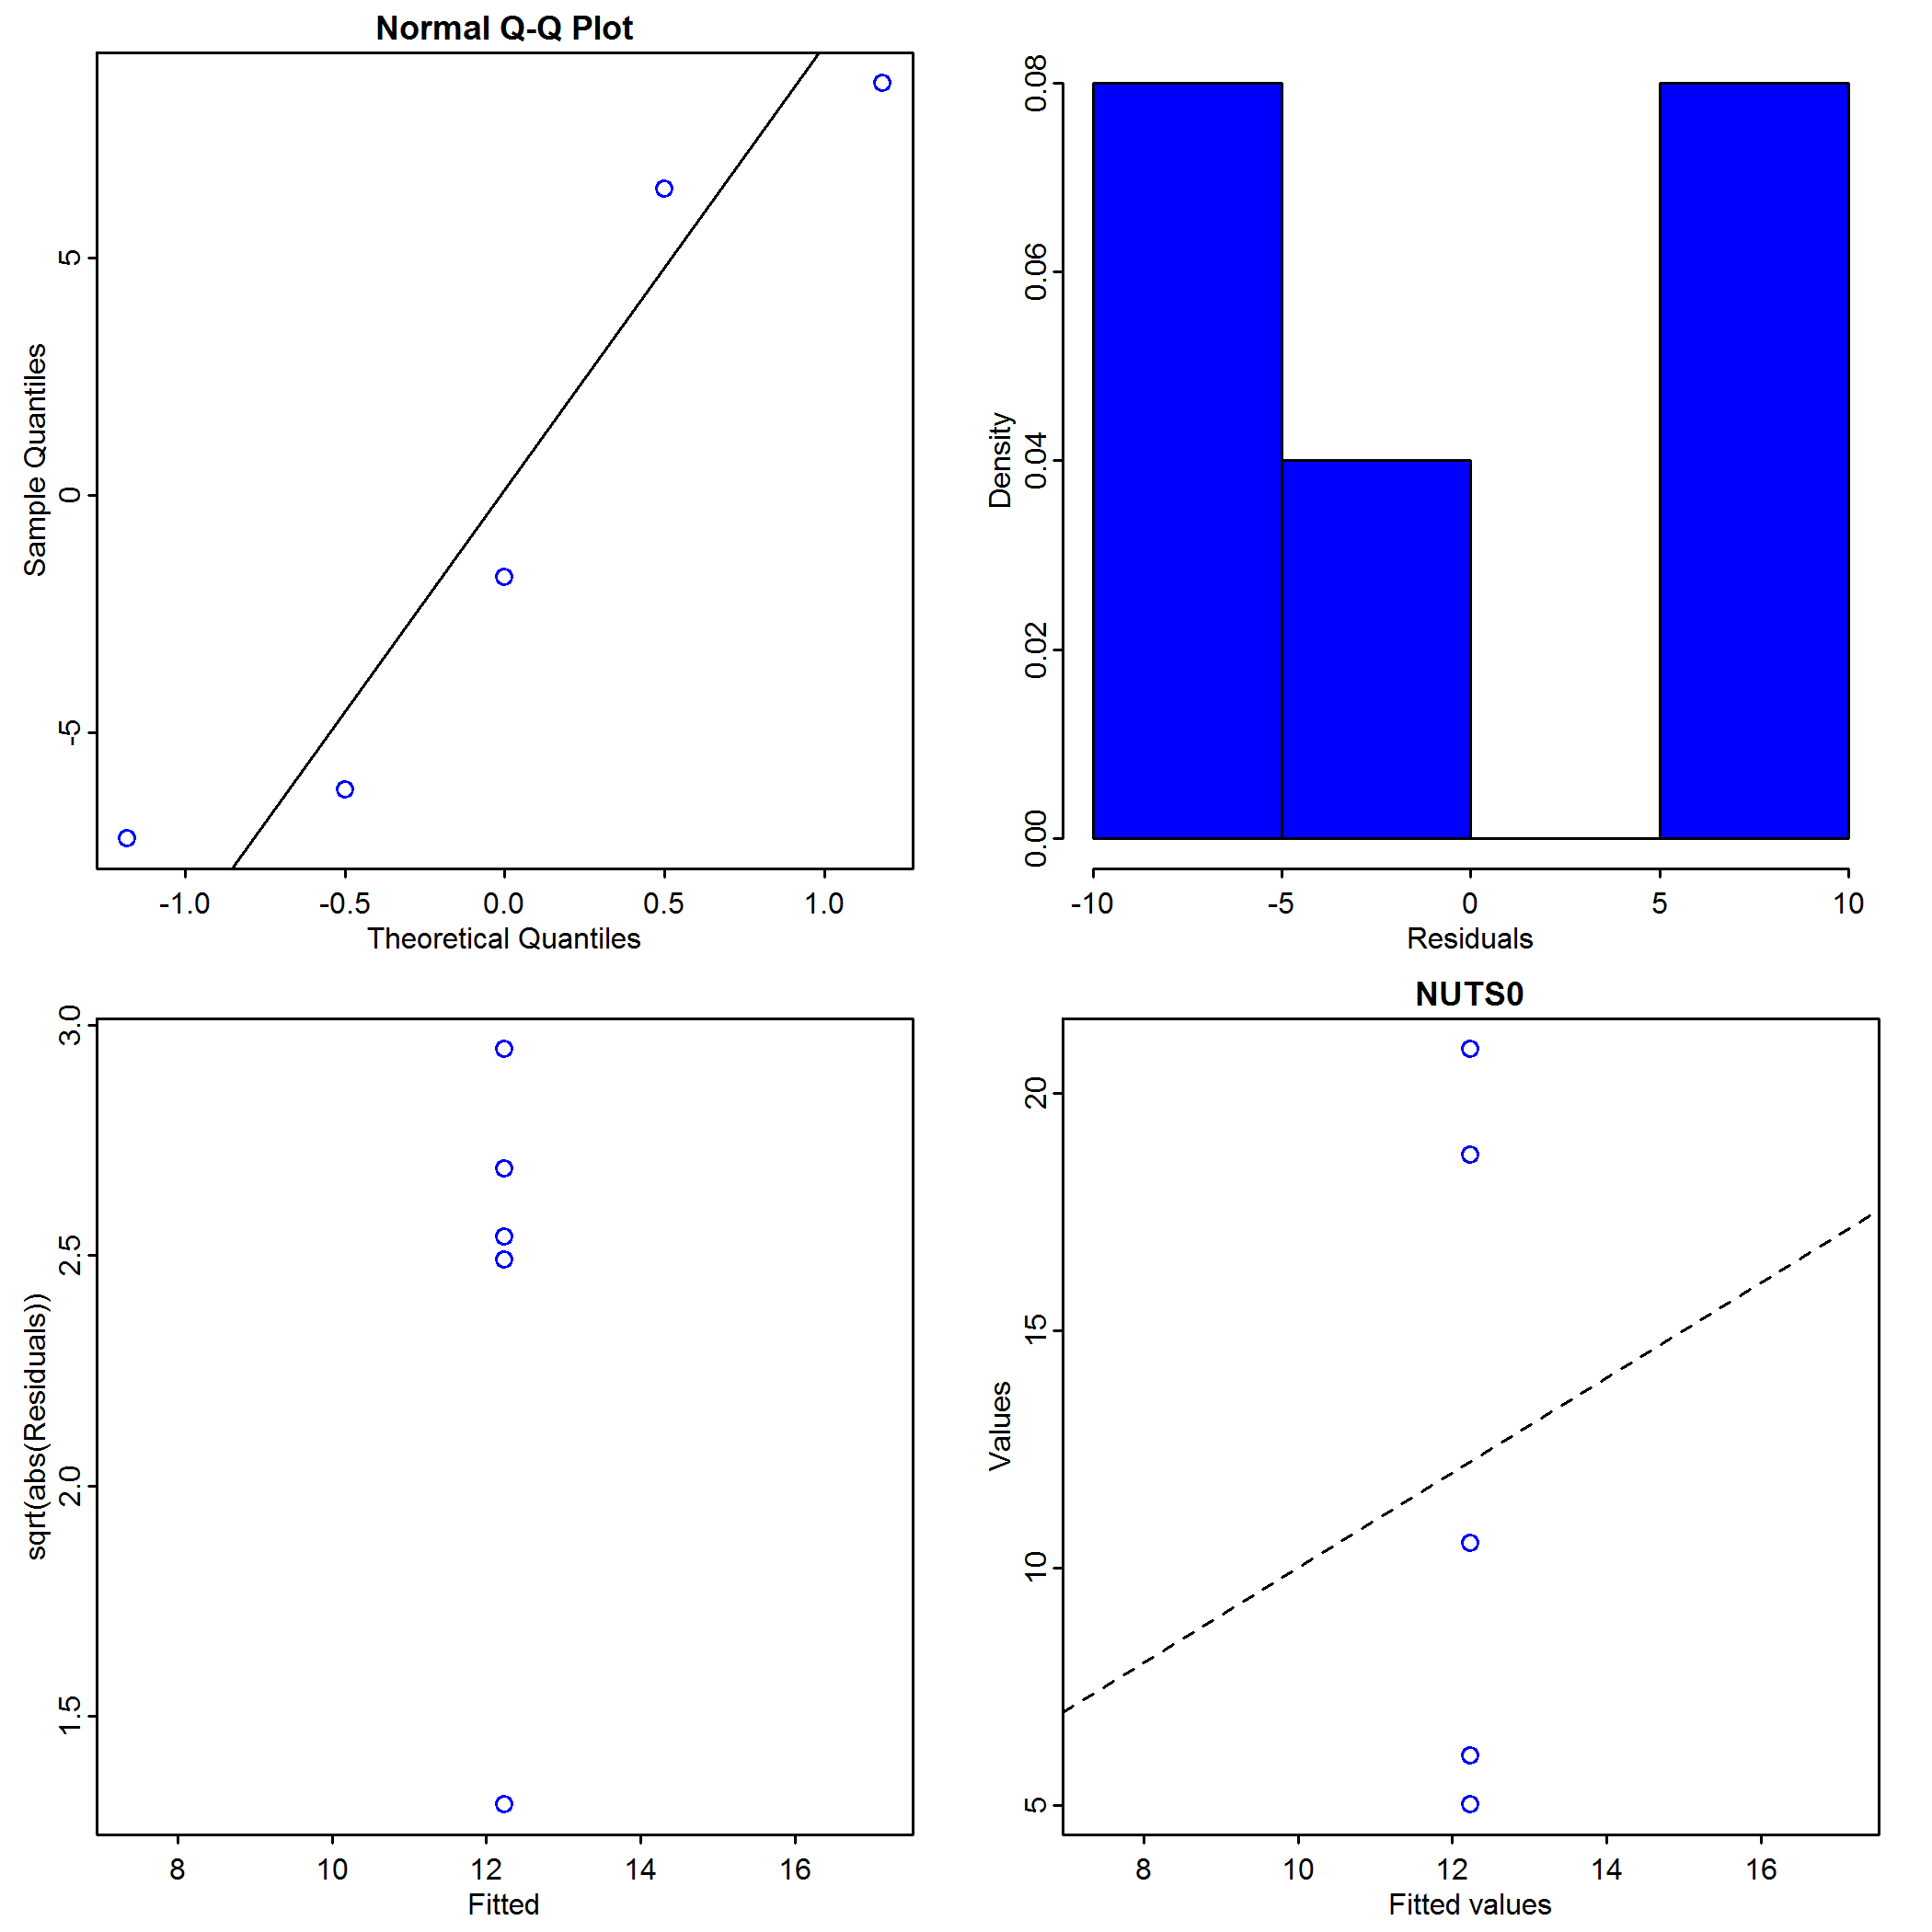 Normal Q-Q Plot
Sample Quantiles
5
0
-5
-1.0 -0.5 0.0 0.5 1.0
Theoretical Quantiles
Density
0.08
0.06
0.04
0.02
0.00
-10 -5 0 5 10
Residuals
sqrt(abs(Residuals))
3.0
2.5
2.0
1.5
8 10 12 14 16
Fitted
NUTS0
Values
20
15
10
5
8 10 12 14 16
Fitted values